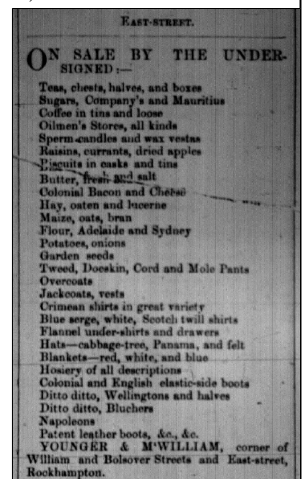 EAST-STREET.
ON SALE BY THE UNDER-
SIGNED:—
Teas, chests, halves, and boxes
Sugars, Company's and Mauritius
Coffee in tins and loose
Oilmen's Stores, all kinds
Sperm candles and wax vestas
Raisins, currants, dried apples
Biscuits in casks and tins
Butter, fresh and salt
Colonial Bacon and Cheese
Hay, oaten and lucerne
Maize, oats, bran
Flour, Adelaide and Sydney
Potatoes, onions
Garden seeds
Tweed, Doeskin, Cord and Mole Pants
Overcoats
Jackcoats, vests
Crimean shirts in great variety
Blue serge, white, Scotch twill shirts
Flannel under-shirts and drawers
Hats—cabbage-tree, Panama, and felt
Blankets—red, white, and blue
Hosiery of all descriptions
Colonial and English elastic-side boots
Ditto ditto, Wellingtons and halves
Ditto ditto, Bluchers
Napoleons
Patent leather boots, &c., &c.
YOUNGER & M'WILLIAM, corner of
William and Bolsover Streets and East-street,
Rockhampton.